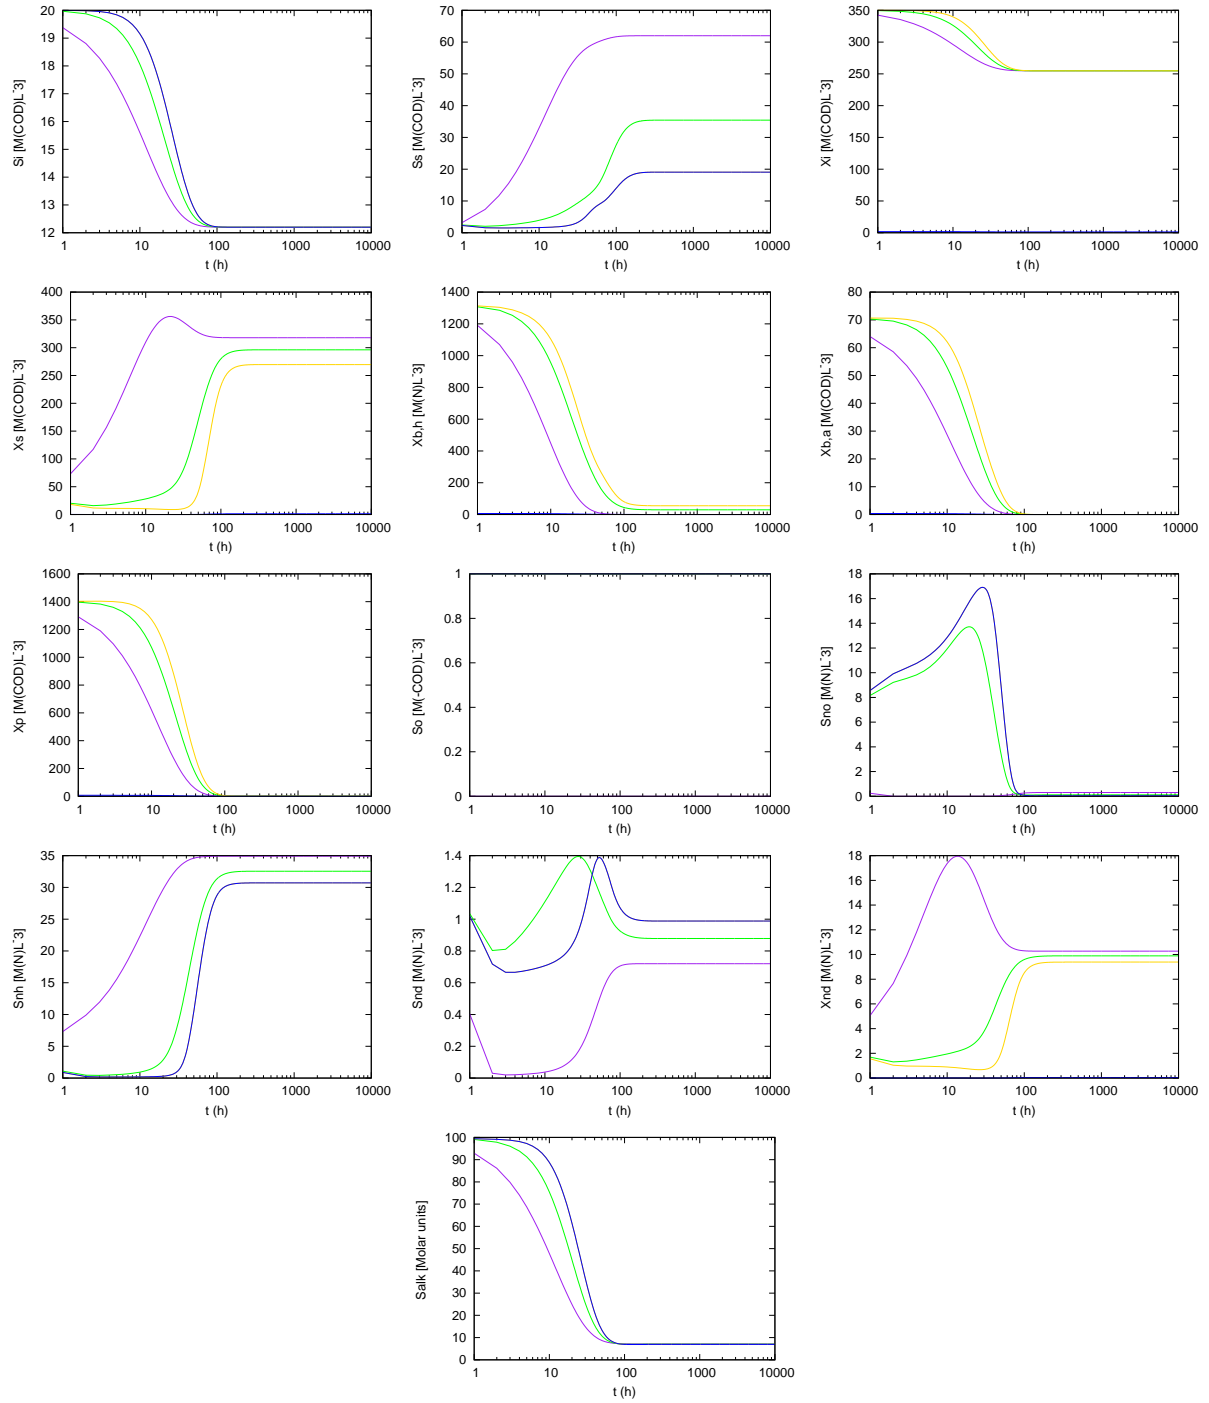 20
19
18
17
16
15
14
13
12
Si [M(COD)L^-3]
1 10 100 1000 10000
t (h)
70
60
50
40
30
20
10
0
Ss [M(COD)L^-3]
1 10 100 1000 10000
t (h)
350
300
250
200
150
100
50
0
Xi [M(COD)L^-3]
1 10 100 1000 10000
t (h)
400
350
300
250
200
150
100
50
0
Xs [M(COD)L^-3]
1 10 100 1000 10000
t (h)
1400
1200
1000
800
600
400
200
0
Xb,h [M(N)L^-3]
1 10 100 1000 10000
t (h)
80
70
60
50
40
30
20
10
0
Xb,a [M(COD)L^-3]
1 10 100 1000 10000
t (h)
1600
1400
1200
1000
800
600
400
200
0
Xp [M(COD)L^-3]
1 10 100 1000 10000
t (h)
1
0.8
0.6
0.4
0.2
0
So [M(-COD)L^-3]
1 10 100 1000 10000
t (h)
18
16
14
12
10
8
6
4
2
0
Sno [M(N)L^-3]
1 10 100 1000 10000
t (h)
35
30
25
20
15
10
5
0
Snh [M(N)L^-3]
1 10 100 1000 10000
t (h)
1.4
1.2
1
0.8
0.6
0.4
0.2
0
Snd [M(N)L^-3]
1 10 100 1000 10000
t (h)
18
16
14
12
10
8
6
4
2
0
Xnd [M(N)L^-3]
1 10 100 1000 10000
t (h)
100
90
80
70
60
50
40
30
20
10
0
Salk [Molar units]
1 10 100 1000 10000
t (h)